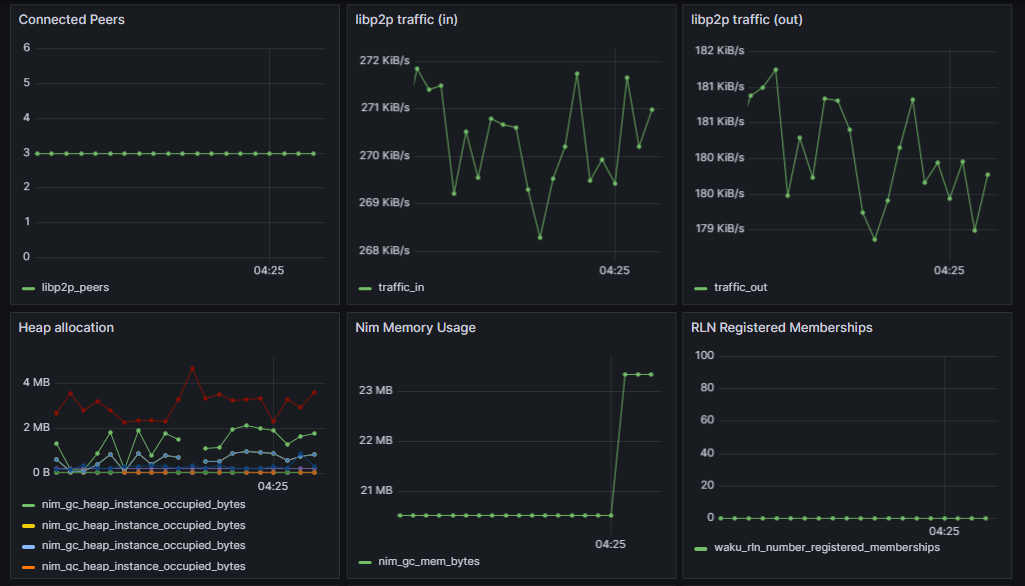 Connected Peers
6
5
4
3
2
1
0
04:25
libp2p_peers
libp2p traffic (in)
272 KiB/s
271 KiB/s
270 KiB/s
269 KiB/s
268 KiB/s
04:25
traffic_in
libp2p traffic (out)
182 KiB/s
181 KiB/s
181 KiB/s
180 KiB/s
180 KiB/s
179 KiB/s
04:25
traffic_out
Heap allocation
4 MB
2 MB
0 B
04:25
nim_gc_heap_instance_occupied_bytes
nim_gc_heap_instance_occupied_bytes
nim_gc_heap_instance_occupied_bytes
nim_gc_heap_instance_occupied_bytes
Nim Memory Usage
23 MB
22 MB
21 MB
04:25
nim_gc_mem_bytes
RLN Registered Memberships
100
80
60
40
20
0
04:25
waku_rln_number_registered_memberships